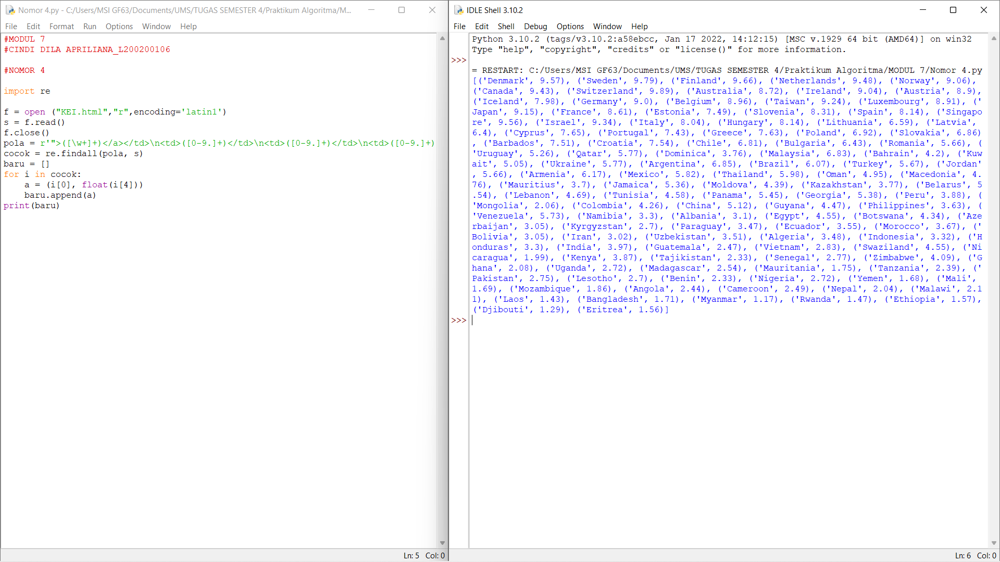 Nomor 4.py - C:/Users/MSI GF63/Documents/UMS/TUGAS SEMESTER 4/Praktikum Algoritma/M...
File Edit Format Run Options Window Help
#MODUL 7
#CINDI DILA APRILIANA_L200200106
#NOMOR 4
import re
f = open ("KEI.html","r",encoding='latin1')
s = f.read()
f.close()
pola = r'">([\w+]+)</a></td>\n<td>([0-9.]+)</td>\n<td>([0-9.]+)</td>\n<td>([0-9.]+)
cocok = re.findall(pola, s)
baru = []
for i in cocok:
    a = (i[0], float(i[4]))
    baru.append(a)
print(baru)
Ln: 5 Col: 0
IDLE Shell 3.10.2
File Edit Shell Debug Options Window Help
Python 3.10.2 (tags/v3.10.2:a58ebcc, Jan 17 2022, 14:12:15) [MSC v.1929 64 bit (AMD64)] on win32
Type "help", "copyright", "credits" or "license()" for more information.
>>>
= RESTART: C:/Users/MSI GF63/Documents/UMS/TUGAS SEMESTER 4/Praktikum Algoritma/MODUL 7/Nomor 4.py
[('Denmark', 9.57), ('Sweden', 9.79), ('Finland', 9.66), ('Netherlands', 9.48), ('Norway', 9.06),
('Canada', 9.43), ('Switzerland', 9.89), ('Australia', 8.72), ('Ireland', 9.04), ('Austria', 8.9),
('Iceland', 7.98), ('Germany', 9.0), ('Belgium', 8.96), ('Taiwan', 9.24), ('Luxembourg', 8.91), ('
Japan', 9.15), ('France', 8.61), ('Estonia', 7.49), ('Slovenia', 8.31), ('Spain', 8.14), ('Singapo
re', 9.56), ('Israel', 9.34), ('Italy', 8.04), ('Hungary', 8.14), ('Lithuania', 6.59), ('Latvia',
6.4), ('Cyprus', 7.65), ('Portugal', 7.43), ('Greece', 7.63), ('Poland', 6.92), ('Slovakia', 6.86)
, ('Barbados', 7.51), ('Croatia', 7.54), ('Chile', 6.81), ('Bulgaria', 6.43), ('Romania', 5.66), (
'Uruguay', 5.26), ('Qatar', 5.77), ('Dominica', 3.76), ('Malaysia', 6.83), ('Bahrain', 4.2), ('Kuw
ait', 5.05), ('Ukraine', 5.77), ('Argentina', 6.85), ('Brazil', 6.07), ('Turkey', 5.67), ('Jordan'
, 5.66), ('Armenia', 6.17), ('Mexico', 5.82), ('Thailand', 5.98), ('Oman', 4.95), ('Macedonia', 4.
76), ('Mauritius', 3.7), ('Jamaica', 5.36), ('Moldova', 4.39), ('Kazakhstan', 3.77), ('Belarus', 5
.54), ('Lebanon', 4.69), ('Tunisia', 4.58), ('Panama', 5.45), ('Georgia', 5.38), ('Peru', 3.88), (
'Mongolia', 2.06), ('Colombia', 4.26), ('China', 5.12), ('Guyana', 4.47), ('Philippines', 3.63), (
'Venezuela', 5.73), ('Namibia', 3.3), ('Albania', 3.1), ('Egypt', 4.55), ('Botswana', 4.34), ('Aze
rbaijan', 3.05), ('Kyrgyzstan', 2.7), ('Paraguay', 3.47), ('Ecuador', 3.55), ('Morocco', 3.67), ('
Bolivia', 3.05), ('Iran', 3.02), ('Uzbekistan', 3.51), ('Algeria', 3.48), ('Indonesia', 3.32), ('H
onduras', 3.3), ('India', 3.97), ('Guatemala', 2.47), ('Vietnam', 2.83), ('Swaziland', 4.55), ('Ni
caragua', 1.99), ('Kenya', 3.87), ('Tajikistan', 2.33), ('Senegal', 2.77), ('Zimbabwe', 4.09), ('G
hana', 2.08), ('Uganda', 2.72), ('Madagascar', 2.54), ('Mauritania', 1.75), ('Tanzania', 2.39), ('
Pakistan', 2.75), ('Lesotho', 2.7), ('Benin', 2.33), ('Nigeria', 2.72), ('Yemen', 1.68), ('Mali',
1.69), ('Mozambique', 1.86), ('Angola', 2.44), ('Cameroon', 2.49), ('Nepal', 2.04), ('Malawi', 2.1
1), ('Laos', 1.43), ('Bangladesh', 1.71), ('Myanmar', 1.17), ('Rwanda', 1.47), ('Ethiopia', 1.57),
('Djibouti', 1.29), ('Eritrea', 1.56)]
>>>
Ln: 6 Col: 0